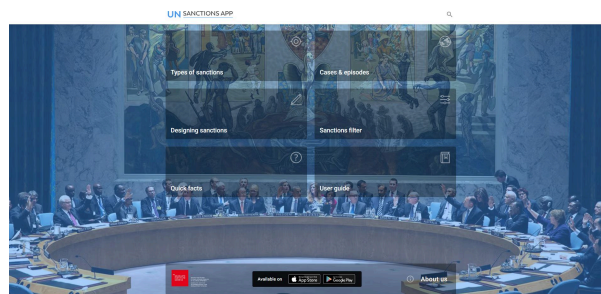 UN SANCTIONS APP
Types of sanctions
Cases & episodes
Designing sanctions
Sanctions filter
Quick facts
User guide
Available on
App Store
Google Play
About us